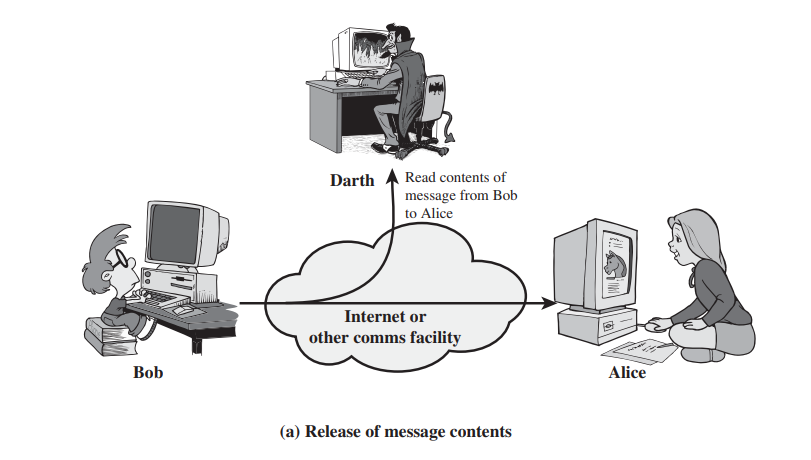 Darth
Read contents of
message from Bob
to Alice
Internet or
other comms facility
Bob
Alice
(a) Release of message contents